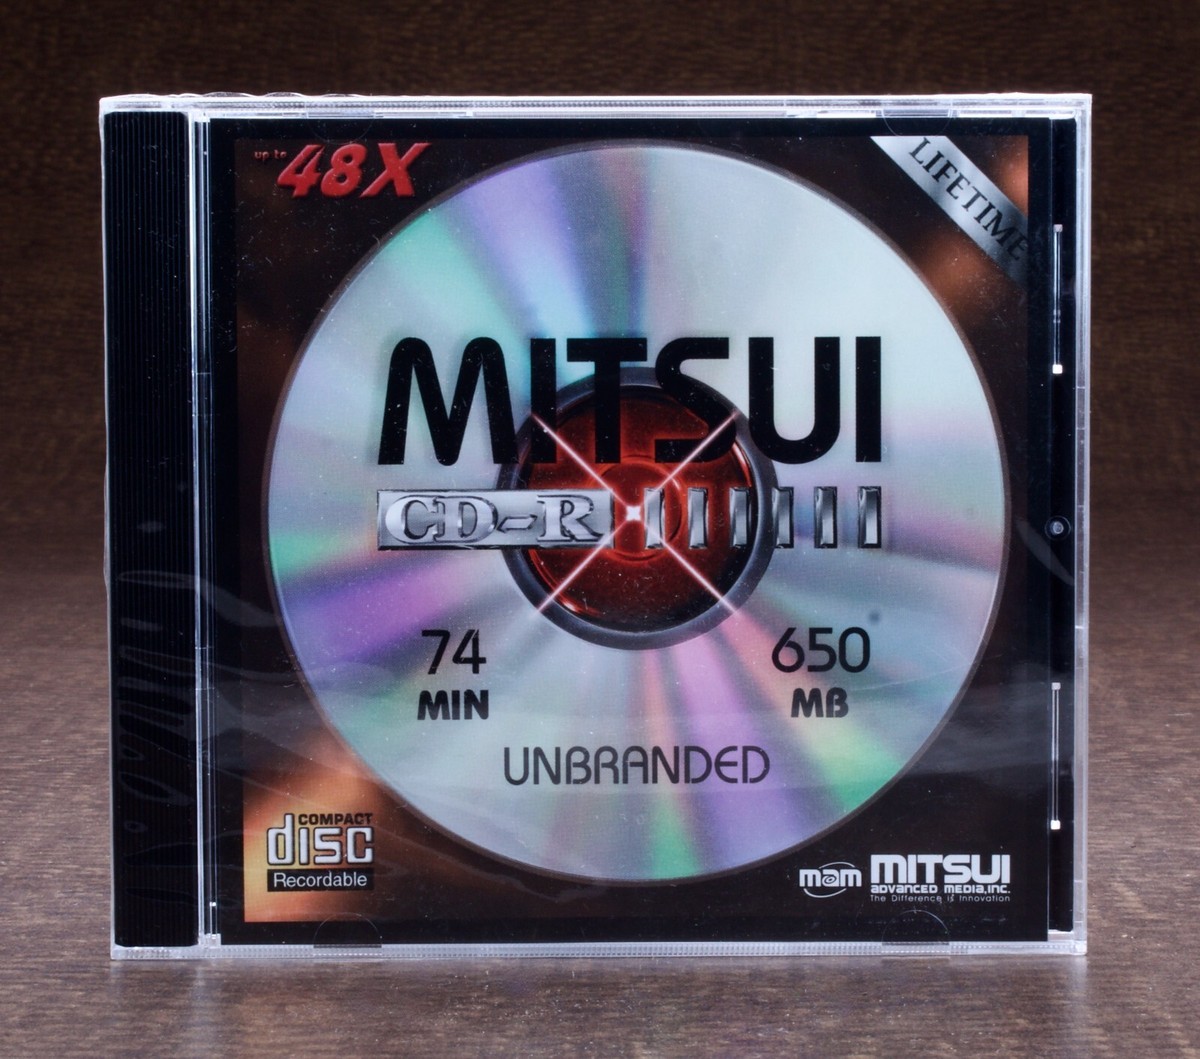 up to 48X
LIFETIME
MITSUI
CD-R
74
MIN
650
MB
UNBRANDED
COMPACT
disc
Recordable
mam
MITSUI
ADVANCED MEDIA, INC.
The Difference is Innovation